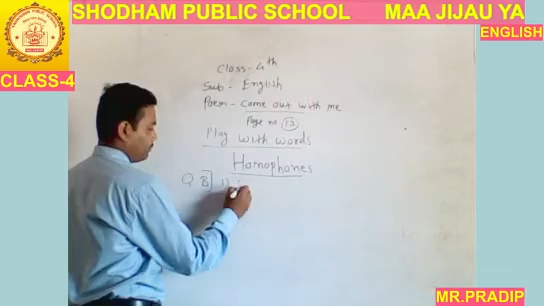 SHODHAM PUBLIC SCHOOL MAA JIJAU YA
ENGLISH
CLASS-4
Class- 4th
Sub- English
Poem- Come out with me
Page no 13
Play with words
Homophones
Q B]
MR.PRADIP